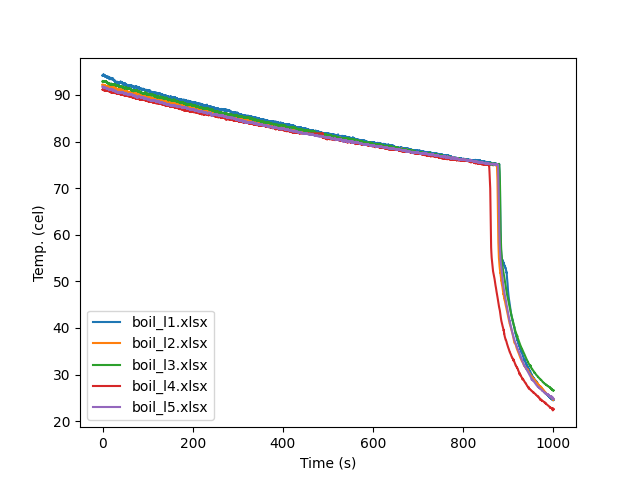 90
80
70
60
50
40
30
20
Temp. (cel)
boil_l1.xlsx
boil_l2.xlsx
boil_l3.xlsx
boil_l4.xlsx
boil_l5.xlsx
0 200 400 600 800 1000
Time (s)